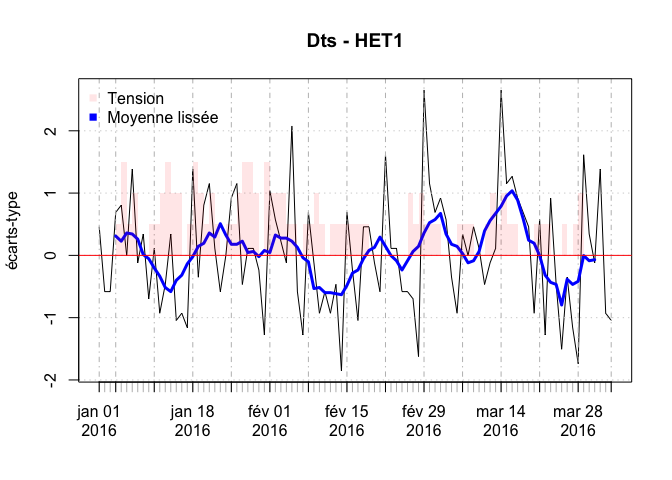 Dts - HET1
Tension
Moyenne lissée
écarts-type
2
1
0
-1
-2
jan 01 2016
jan 18 2016
fév 01 2016
fév 15 2016
fév 29 2016
mar 14 2016
mar 28 2016